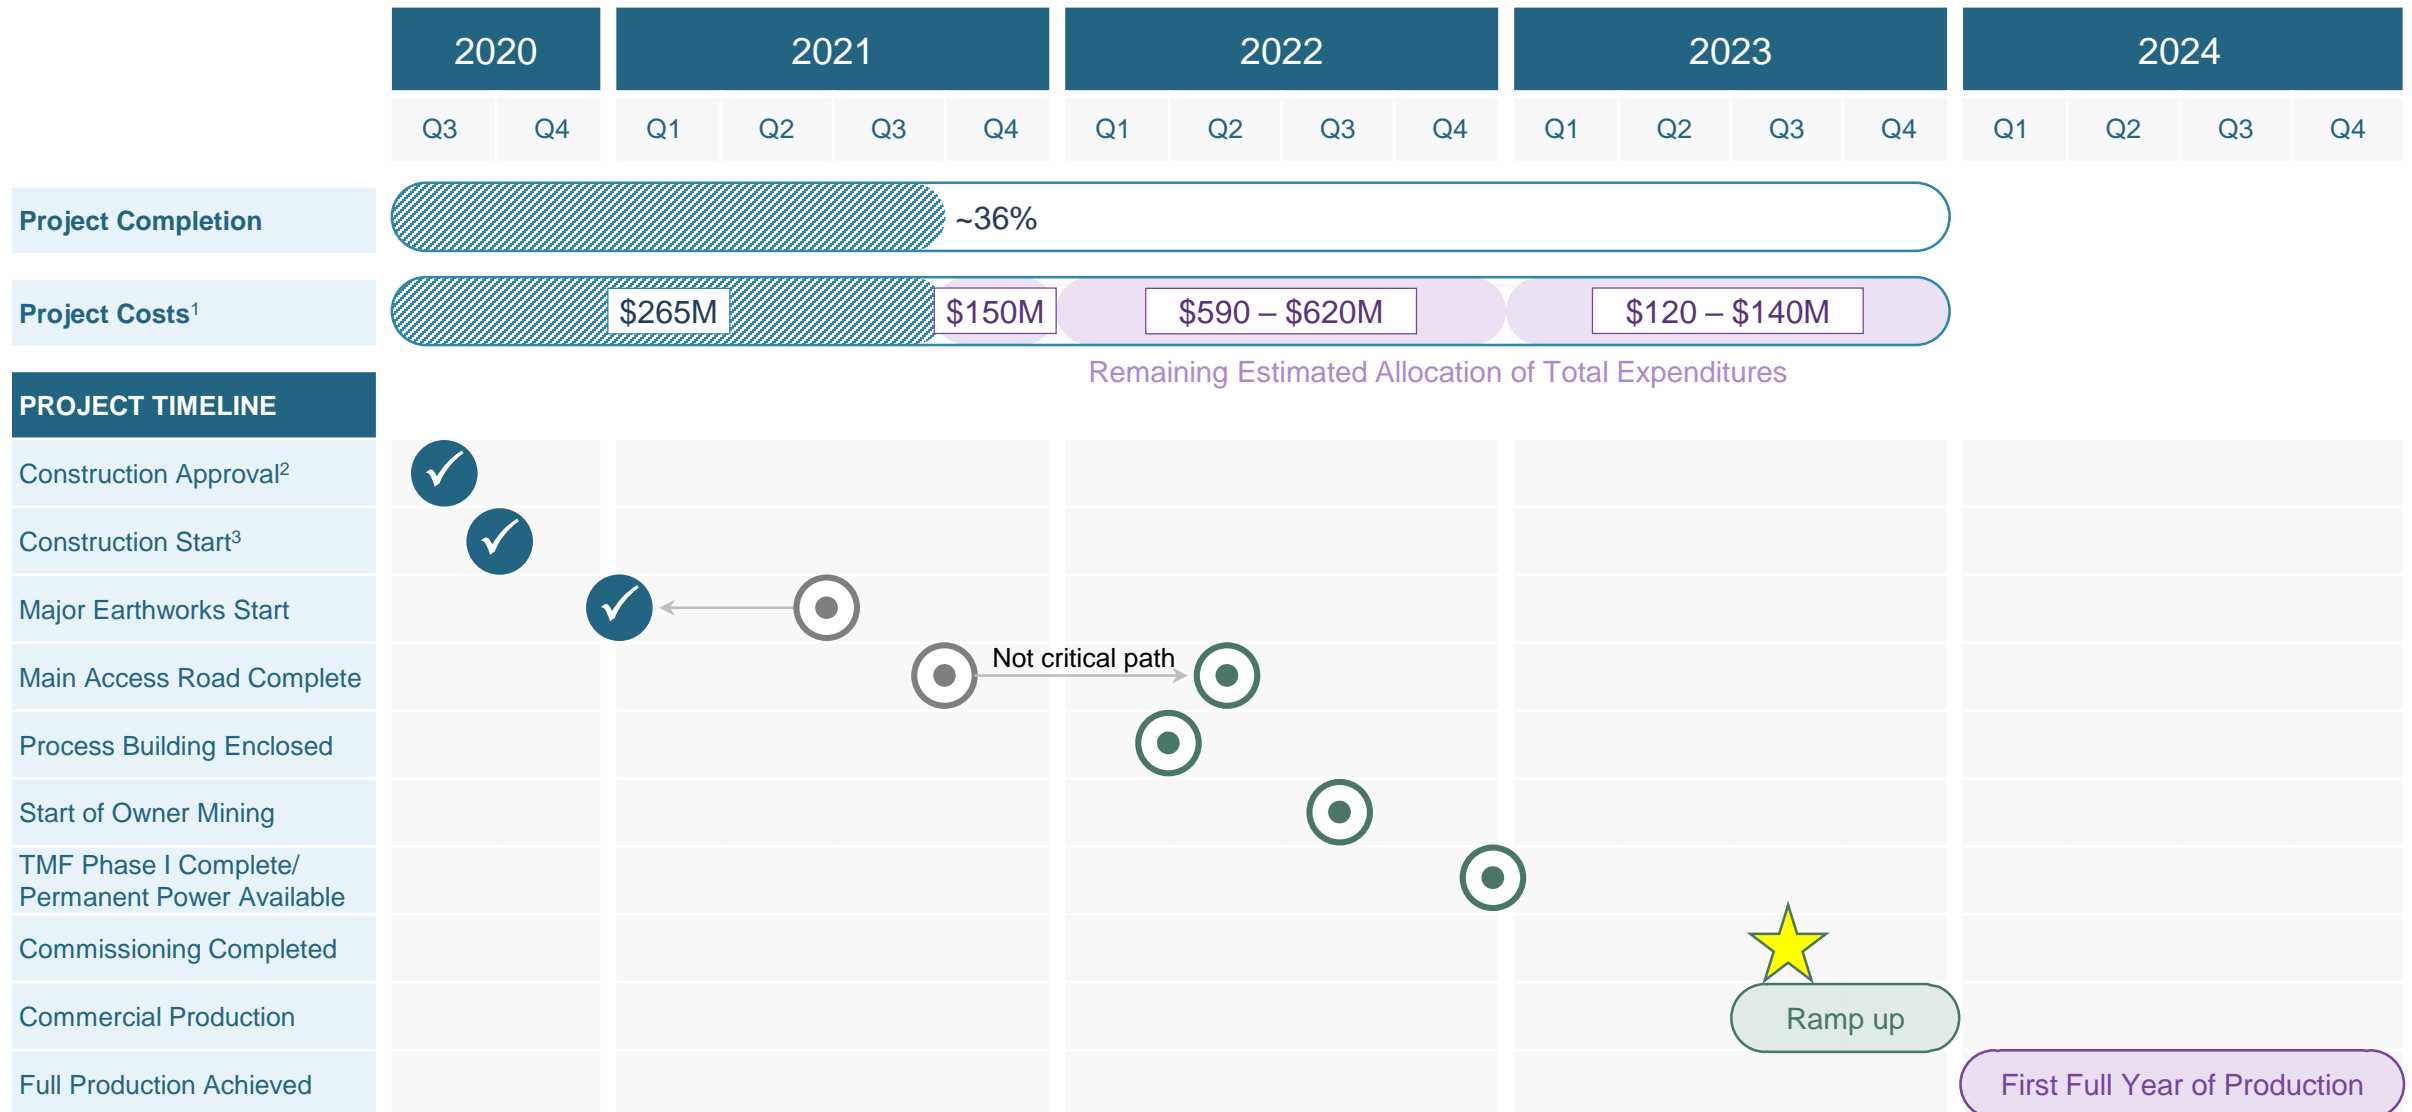 2020 2021 2022 2023 2024
Q3 Q4 Q1 Q2 Q3 Q4 Q1 Q2 Q3 Q4 Q1 Q2 Q3 Q4 Q1 Q2 Q3 Q4
Project Completion ~36%
Project Costs¹ $265M $150M $590 – $620M $120 – $140M
Remaining Estimated Allocation of Total Expenditures
PROJECT TIMELINE
Construction Approval²
Construction Start³
Major Earthworks Start
Not critical path
Main Access Road Complete
Process Building Enclosed
Start of Owner Mining
TMF Phase I Complete/
Permanent Power Available
Commissioning Completed
Commercial Production Ramp up
Full Production Achieved First Full Year of Production